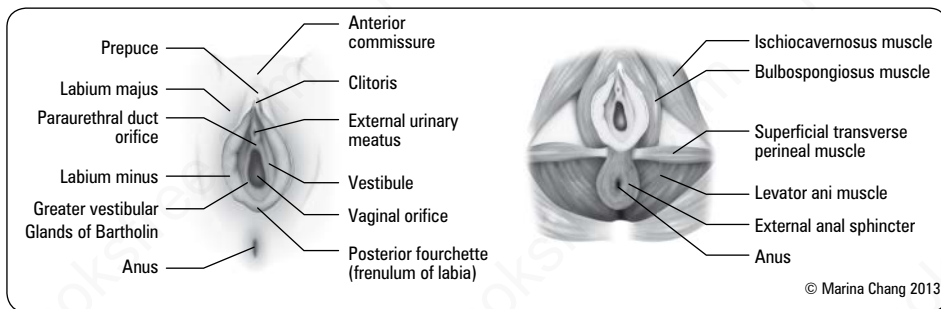 Anterior
commissure
Prepuce
Labium majus
Clitoris
Paraurethral duct
orifice
External urinary
meatus
Labium minus
Vestibule
Greater vestibular
Glands of Bartholin
Vaginal orifice
Anus
Posterior fourchette
(frenulum of labia)
Ischiocavernosus muscle
Bulbospongiosus muscle
Superficial transverse
perineal muscle
Levator ani muscle
External anal sphincter
Anus
© Marina Chang 2013